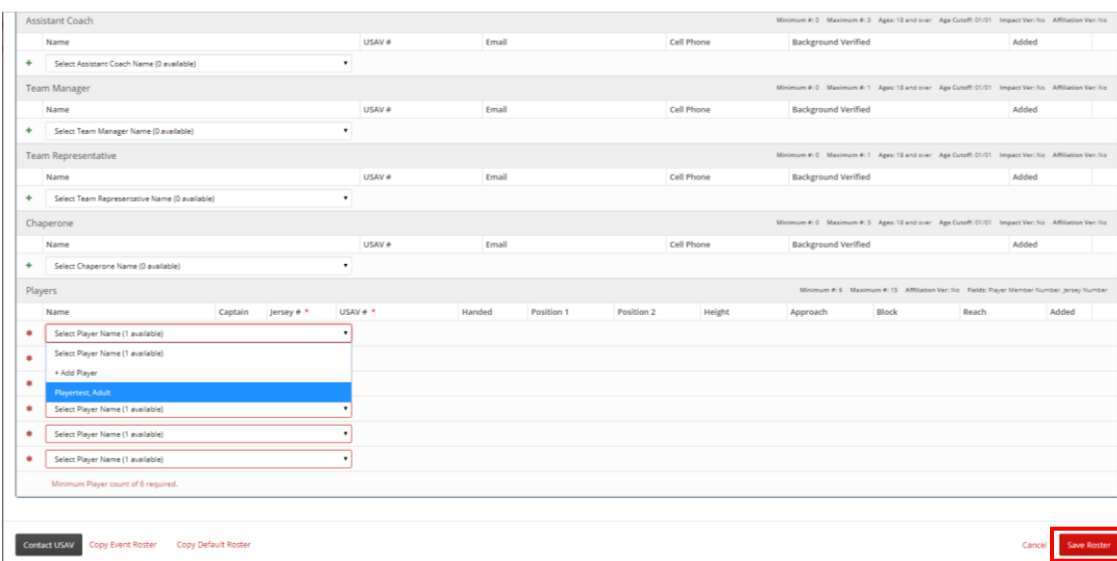 Assistant Coach Minimum #: 0 Maximum #: 3 Ages: 18 and over Age Cutoff: 01/01 Impact Ver: No Affiliation Ver: No
Name USAV # Email Cell Phone Background Verified Added
+ Select Assistant Coach Name (0 available)
Team Manager Minimum #: 0 Maximum #: 1 Ages: 18 and over Age Cutoff: 01/01 Impact Ver: No Affiliation Ver: No
Name USAV # Email Cell Phone Background Verified Added
+ Select Team Manager Name (0 available)
Team Representative Minimum #: 0 Maximum #: 1 Ages: 18 and over Age Cutoff: 01/01 Impact Ver: No Affiliation Ver: No
Name USAV # Email Cell Phone Background Verified Added
+ Select Team Representative Name (0 available)
Chaperone Minimum #: 0 Maximum #: 3 Ages: 18 and over Age Cutoff: 01/01 Impact Ver: No Affiliation Ver: No
Name USAV # Email Cell Phone Background Verified Added
+ Select Chaperone Name (0 available)
Players Minimum #: 6 Maximum #: 15 Affiliation Ver: No Fields: Player Member Number, Jersey Number
Name Captain Jersey # * USAV # * Handed Position 1 Position 2 Height Approach Block Reach Added
* Select Player Name (1 available)
* Select Player Name (1 available)
* + Add Player
Playertest, Adult
* Select Player Name (1 available)
* Select Player Name (1 available)
* Select Player Name (1 available)
Minimum Player count of 6 required.
Contact USAV Copy Event Roster Copy Default Roster Cancel Save Roster